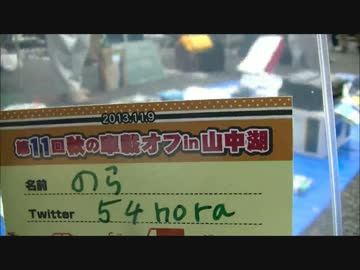 2013.11.9
第11回秋の車載オフin山中湖
名前 のら
Twitter 54nora